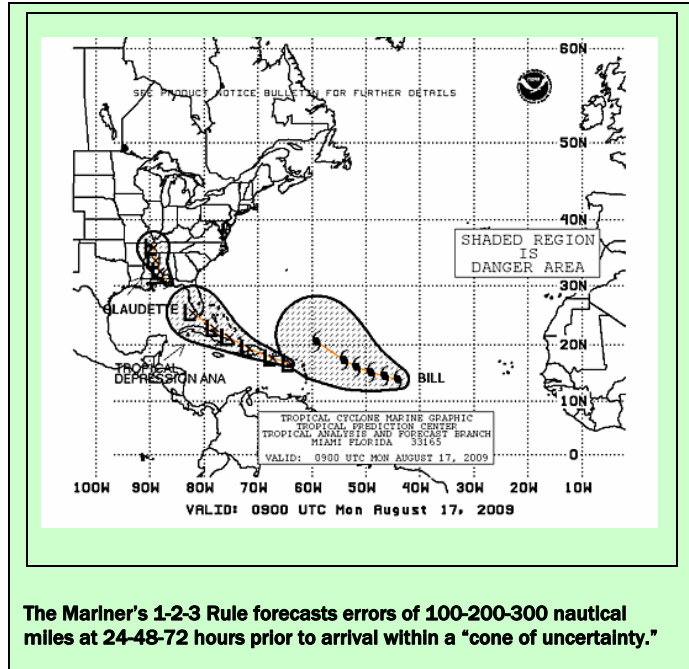 60N
SEE PRODUCT NOTICE BULLETIN FOR FURTHER DETAILS
50N
40N
SHADED REGION
IS
DANGER AREA
30N
CLAUDETTE
20N
TROPICAL
DEPRESSION ANA
BILL
10N
TROPICAL CYCLONE MARINE GRAPHIC
TROPICAL PREDICTION CENTER
TROPICAL ANALYSIS AND FORECAST BRANCH
MIAMI FLORIDA 33165
VALID: 0900 UTC MON AUGUST 17, 2009
0
100W 90W 80W 70W 60W 50W 40W 30W 20W 10W
VALID: 0900 UTC Mon August 17, 2009
The Mariner's 1-2-3 Rule forecasts errors of 100-200-300 nautical
miles at 24-48-72 hours prior to arrival within a “cone of uncertainty.”